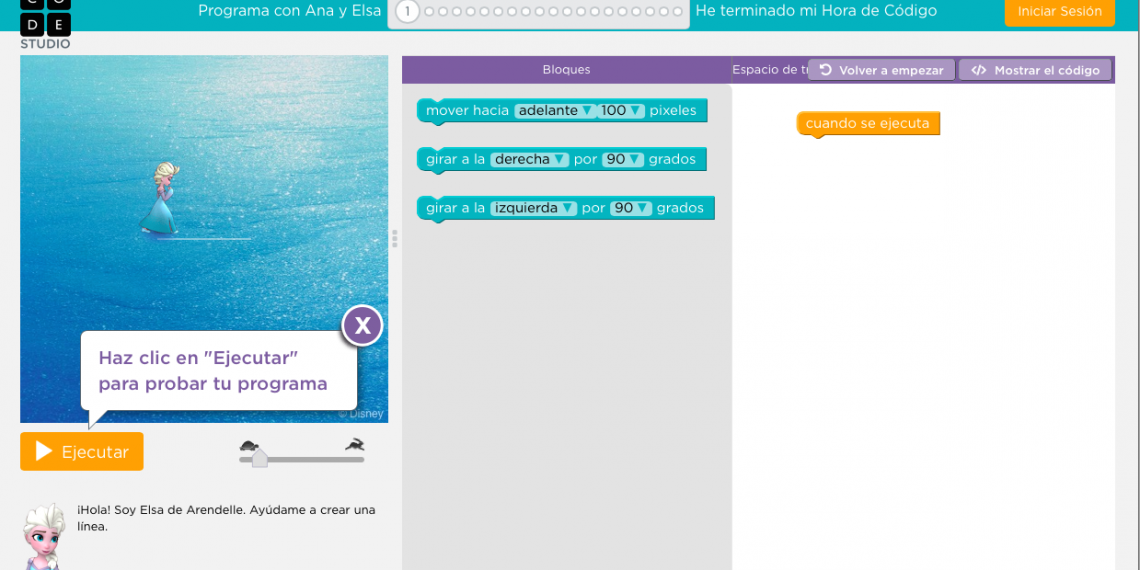 C O
D E
STUDIO
Programa con Ana y Elsa
1
He terminado mi Hora de Código
Iniciar Sesión
Bloques
Espacio de tr
Volver a empezar
</> Mostrar el código
mover hacia adelante ▼ 100 ▼ pixeles
girar a la derecha ▼ por 90 ▼ grados
girar a la izquierda ▼ por 90 ▼ grados
cuando se ejecuta
X
Haz clic en "Ejecutar"
para probar tu programa
© Disney
Ejecutar
¡Hola! Soy Elsa de Arendelle. Ayúdame a crear una
línea.